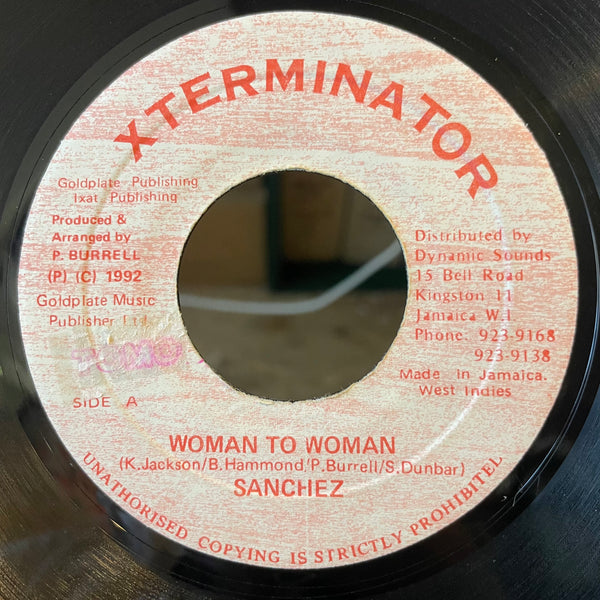 XTERMINATOR
Goldplate Publishing
Ixat Publishing
Produced &
Arranged by
P. BURRELL
(P) (C) 1992
Goldplate Music
Publisher Ltd.
Distributed by
Dynamic Sounds
15 Bell Road
Kingston 11
Jamaica W.I.
Phone: 923-9168
923-9138
Made in Jamaica.
West Indies
SIDE A
WOMAN TO WOMAN
(K.Jackson/B.Hammond/P.Burrell/S.Dunbar)
SANCHEZ
UNAUTHORISED COPYING IS STRICTLY PROHIBITEL